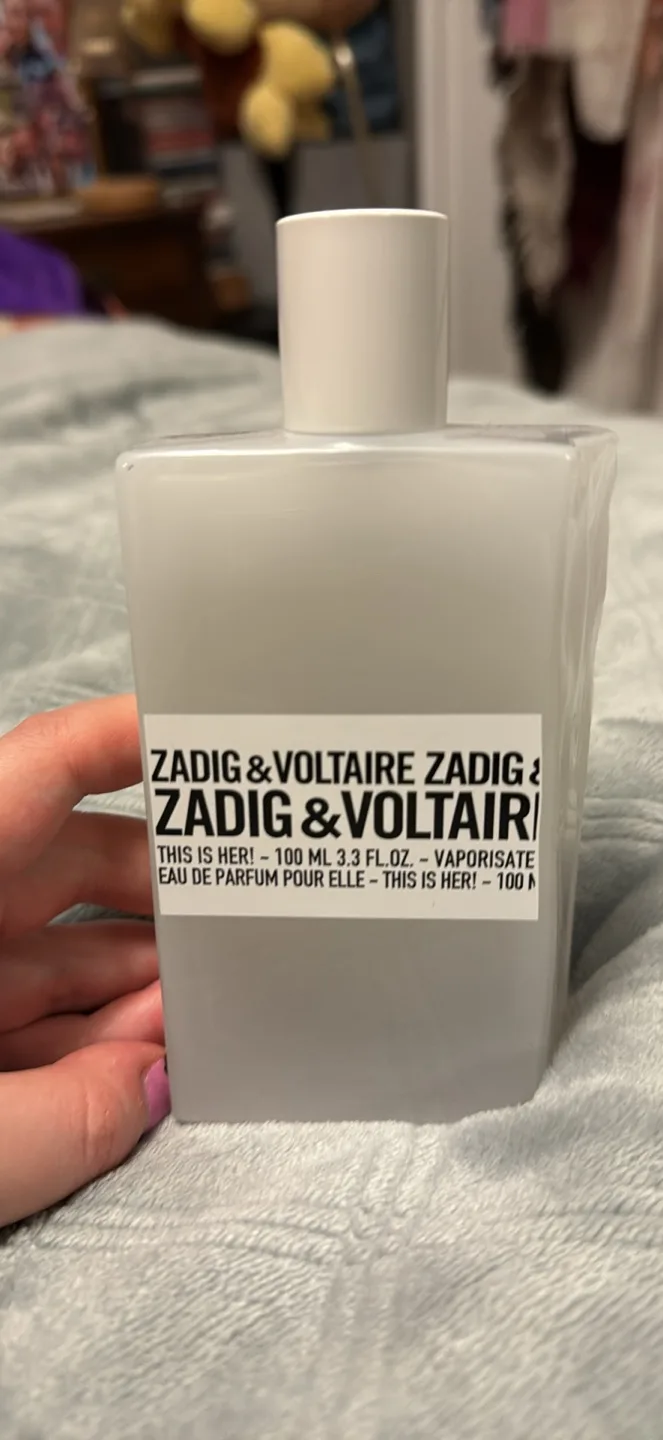 ZADIG & VOLTAIRE ZADIG &
ZADIG & VOLTAIR
THIS IS HER! – 100 ML 3.3 FL.OZ. – VAPORISATE
EAU DE PARFUM POUR ELLE – THIS IS HER! – 100